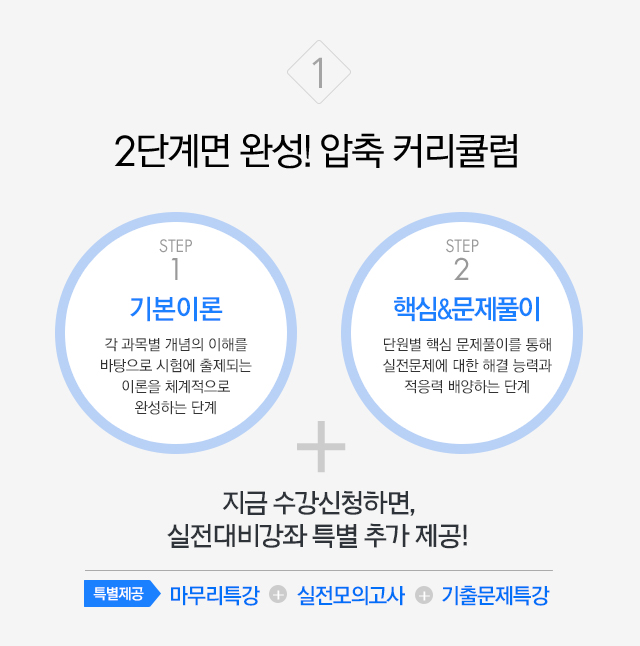 1
2단계면 완성! 압축 커리큘럼
STEP
1
기본이론
각 과목별 개념의 이해를
바탕으로 시험에 출제되는
이론을 체계적으로
완성하는 단계
STEP
2
핵심&문제풀이
단원별 핵심 문제풀이를 통해
실전문제에 대한 해결 능력과
적응력 배양하는 단계
+
지금 수강신청하면,
실전대비강좌 특별 추가 제공!
특별제공 마무리특강 + 실전모의고사 + 기출문제특강